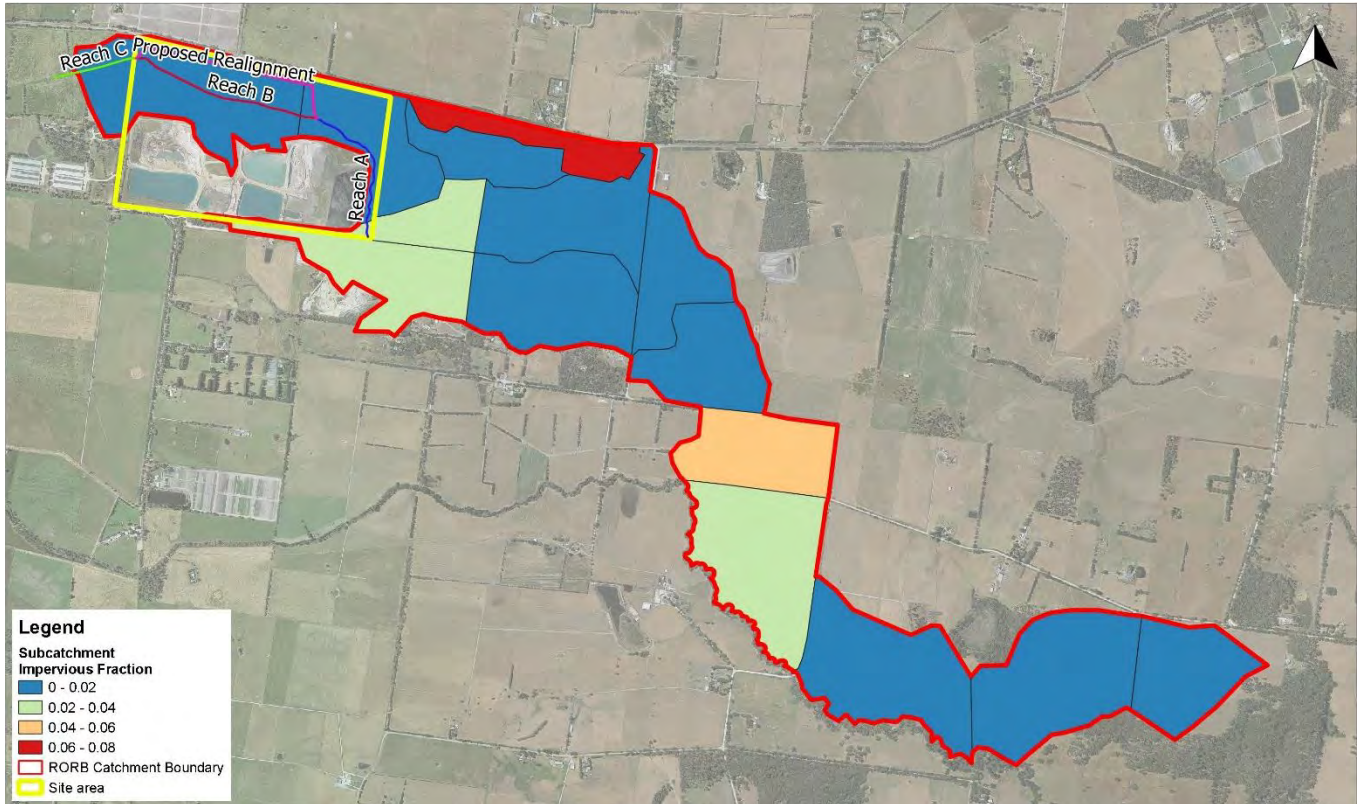 Reach C
Proposed Realignment
Reach B
Reach A
Legend
Subcatchment
Impervious Fraction
0 - 0.02
0.02 - 0.04
0.04 - 0.06
0.06 - 0.08
RORB Catchment Boundary
Site area